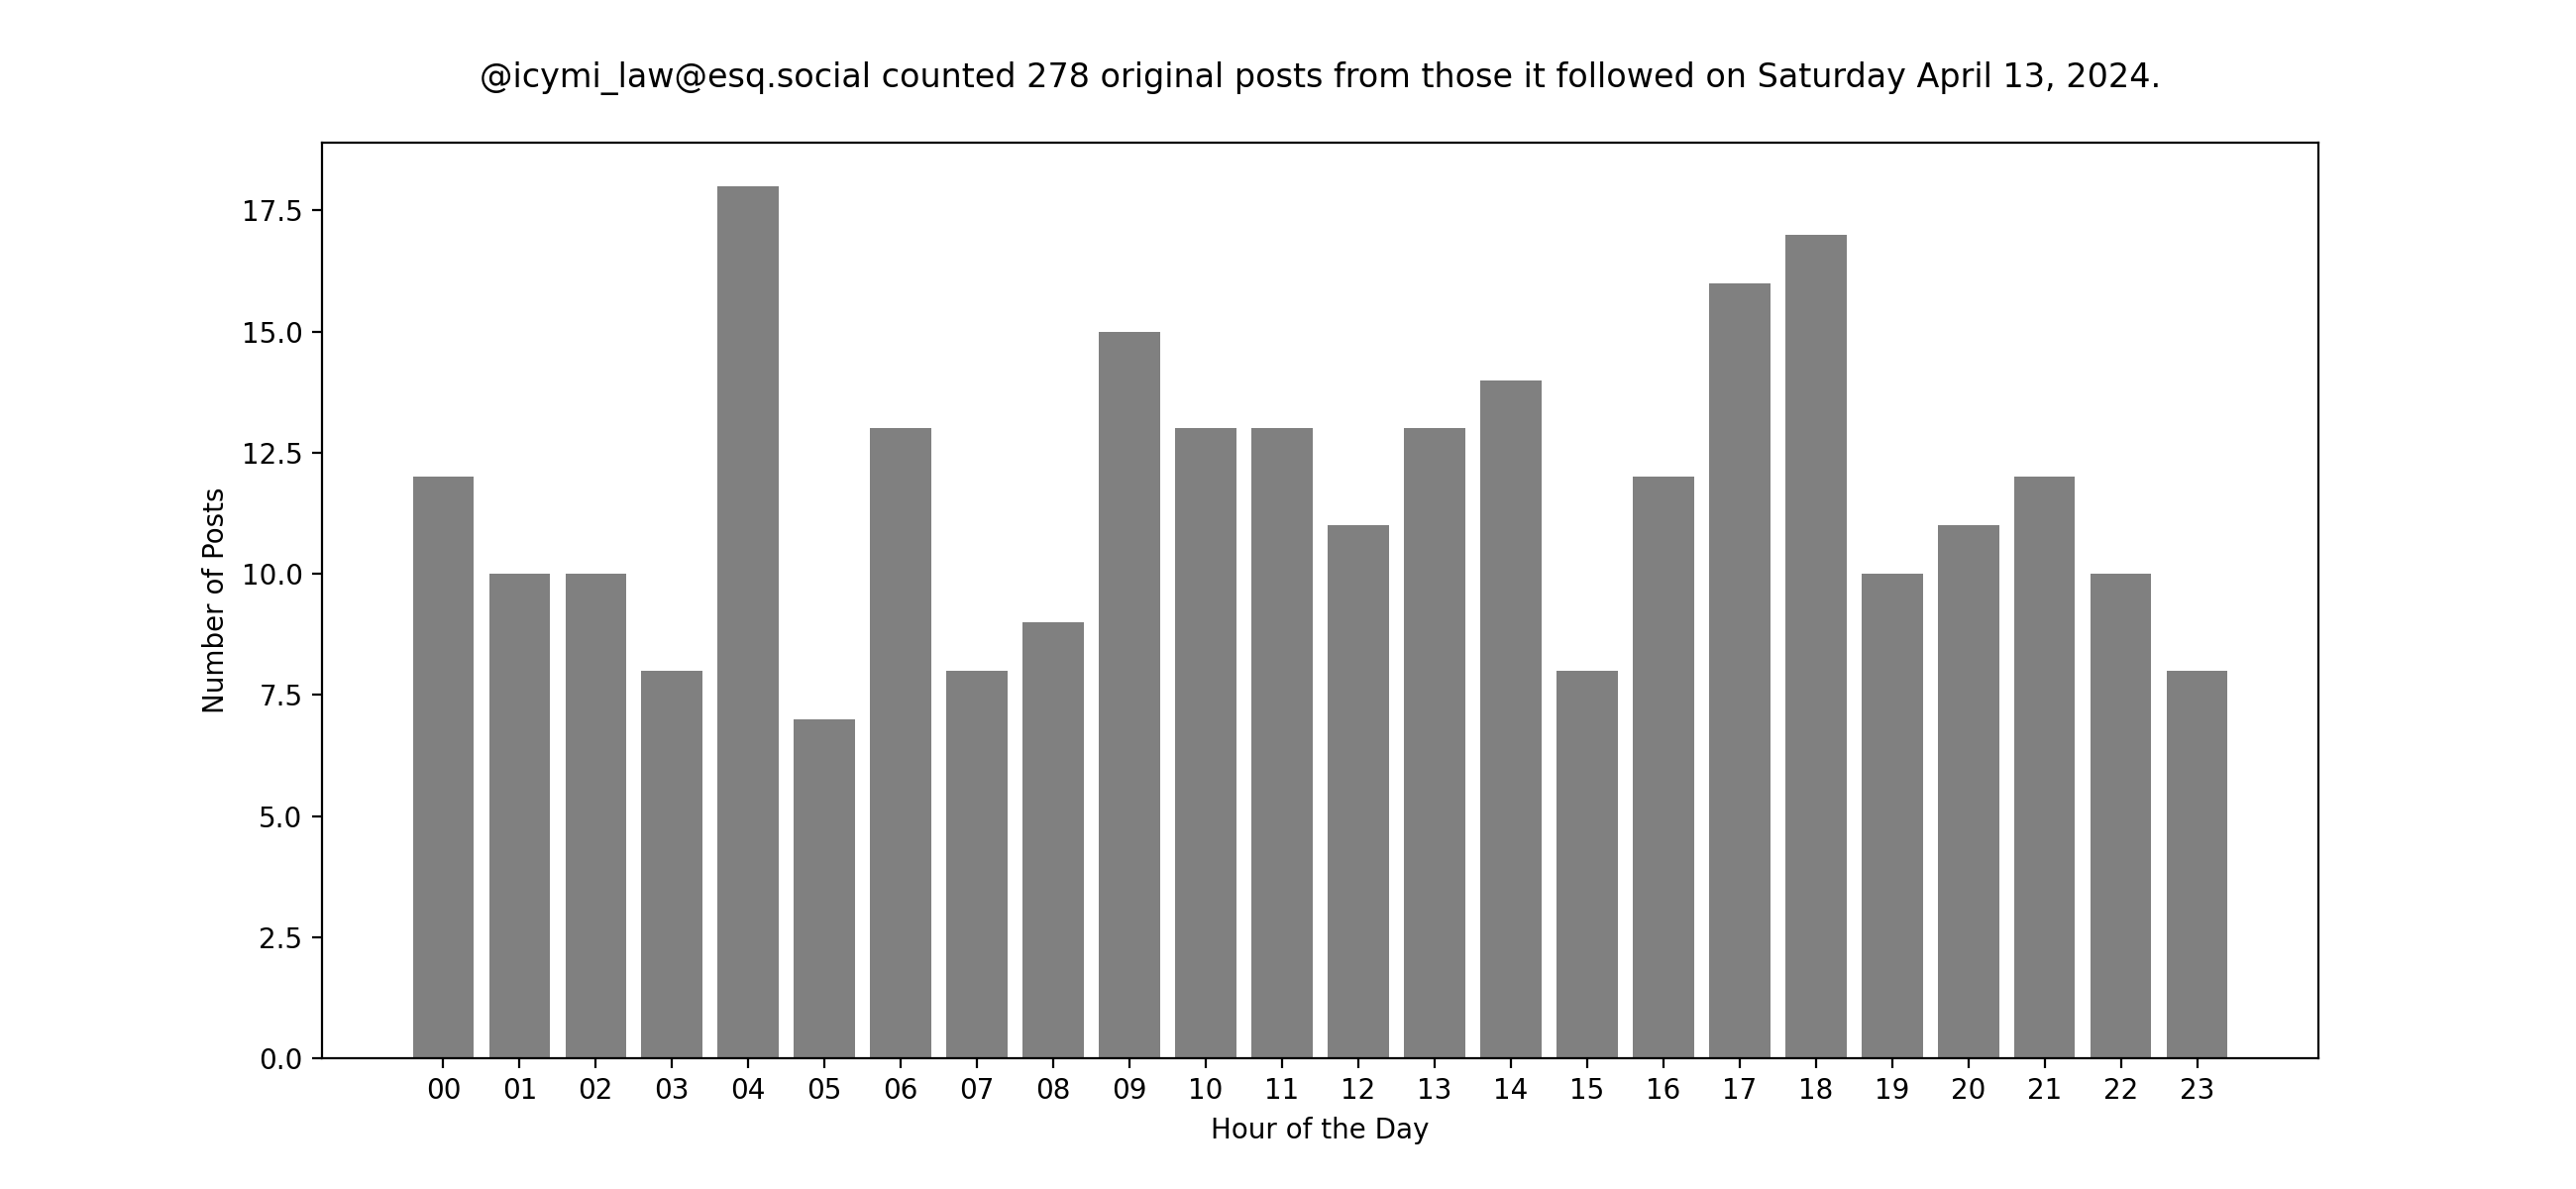 @icymi_law@esq.social counted 278 original posts from those it followed on Saturday April 13, 2024.
17.5
15.0
12.5
10.0
7.5
5.0
2.5
0.0
Number of Posts
00 01 02 03 04 05 06 07 08 09 10 11 12 13 14 15 16 17 18 19 20 21 22 23
Hour of the Day